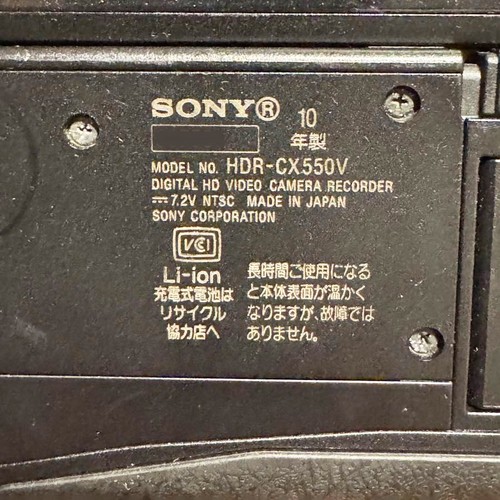 SONY® 10
年製
MODEL NO. HDR-CX550V
DIGITAL HD VIDEO CAMERA RECORDER
⎓7.2V NTSC MADE IN JAPAN
SONY CORPORATION
VCI
Li-ion
充電式電池は
リサイクル
協力店へ
長時間ご使用になる
と本体表面が温かく
なりますが、故障では
ありません。